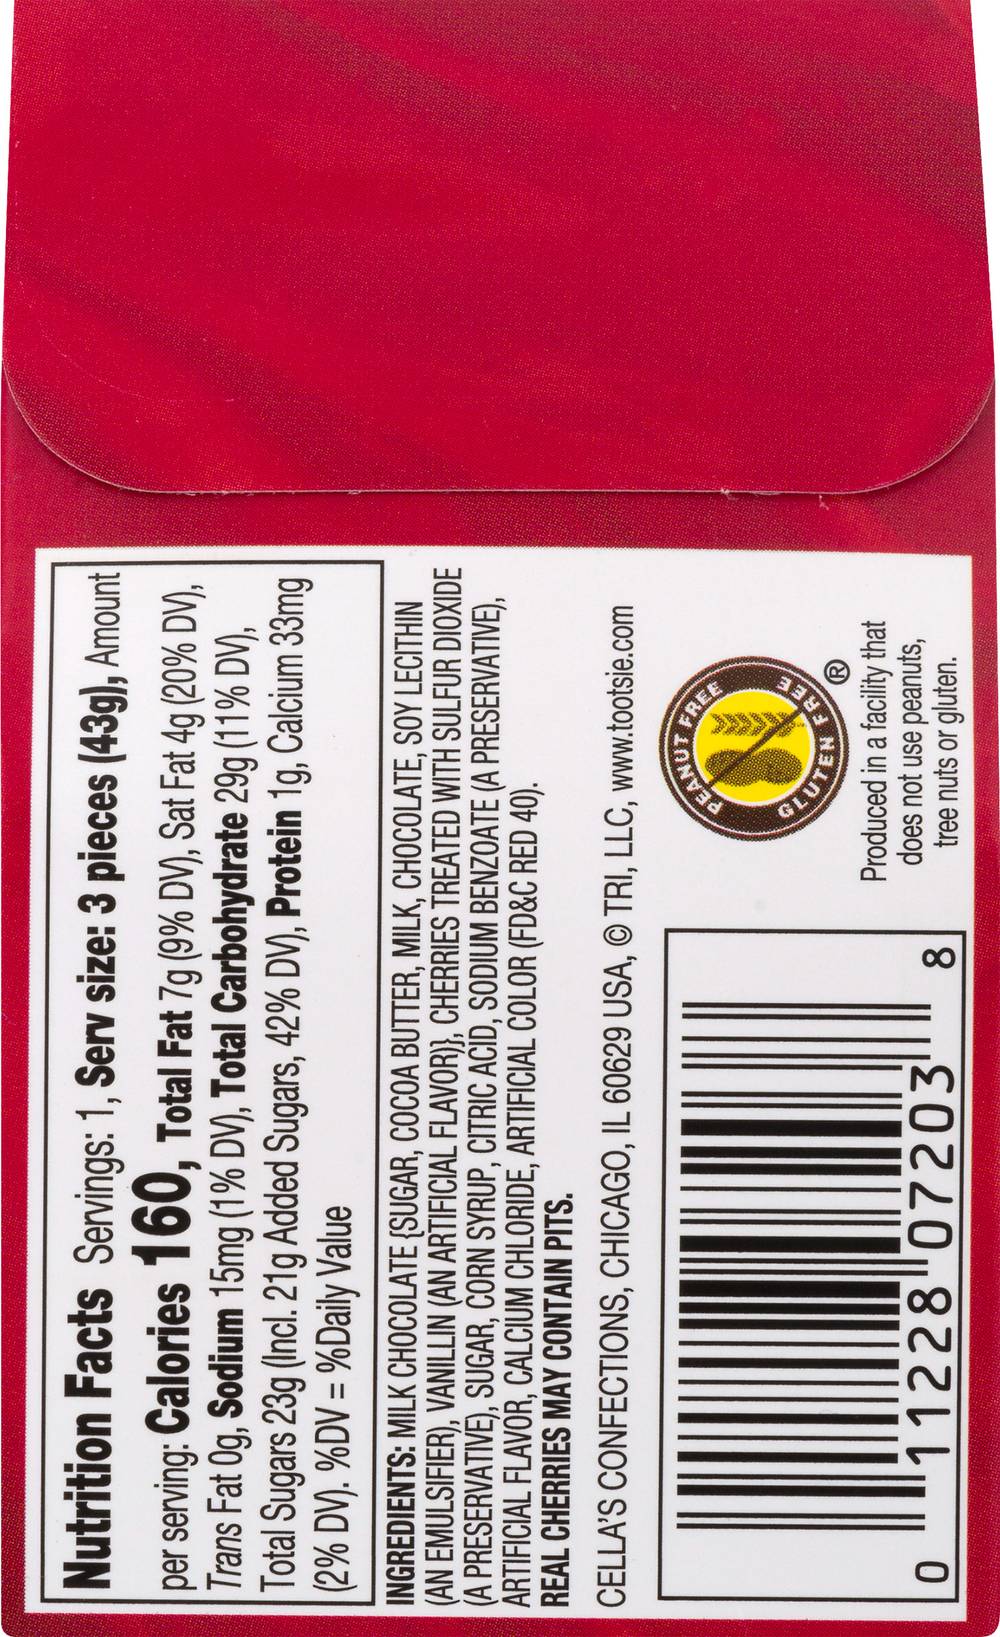 Nutrition Facts Servings: 1, Serv size: 3 pieces (43g), Amount
per serving: Calories 160, Total Fat 7g (9% DV), Sat Fat 4g (20% DV),
Trans Fat 0g, Sodium 15mg (1% DV), Total Carbohydrate 29g (11% DV),
Total Sugars 23g (Incl. 21g Added Sugars, 42% DV), Protein 1g, Calcium 33mg
(2% DV). %DV = %Daily Value
INGREDIENTS: MILK CHOCOLATE {SUGAR, COCOA BUTTER, MILK, CHOCOLATE, SOY LECITHIN
(AN EMULSIFIER), VANILLIN (AN ARTIFICIAL FLAVOR)}, CHERRIES TREATED WITH SULFUR DIOXIDE
(A PRESERVATIVE), SUGAR, CORN SYRUP, CITRIC ACID, SODIUM BENZOATE (A PRESERVATIVE),
ARTIFICIAL FLAVOR, CALCIUM CHLORIDE, ARTIFICIAL COLOR (FD&C RED 40).
REAL CHERRIES MAY CONTAIN PITS.
CELLA'S CONFECTIONS, CHICAGO, IL 60629 USA, © TRI, LLC, www.tootsie.com
0 11228 07203 8
PEANUT FREE
GLUTEN FREE
®
Produced in a facility that
does not use peanuts,
tree nuts or gluten.